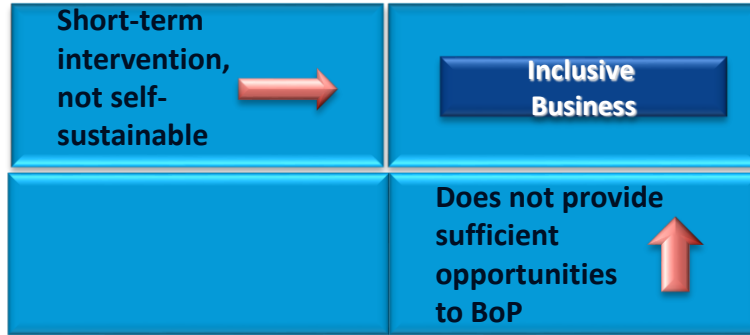 Short-term
intervention,
not self-
sustainable
Inclusive
Business
Does not provide
sufficient
opportunities
to BoP